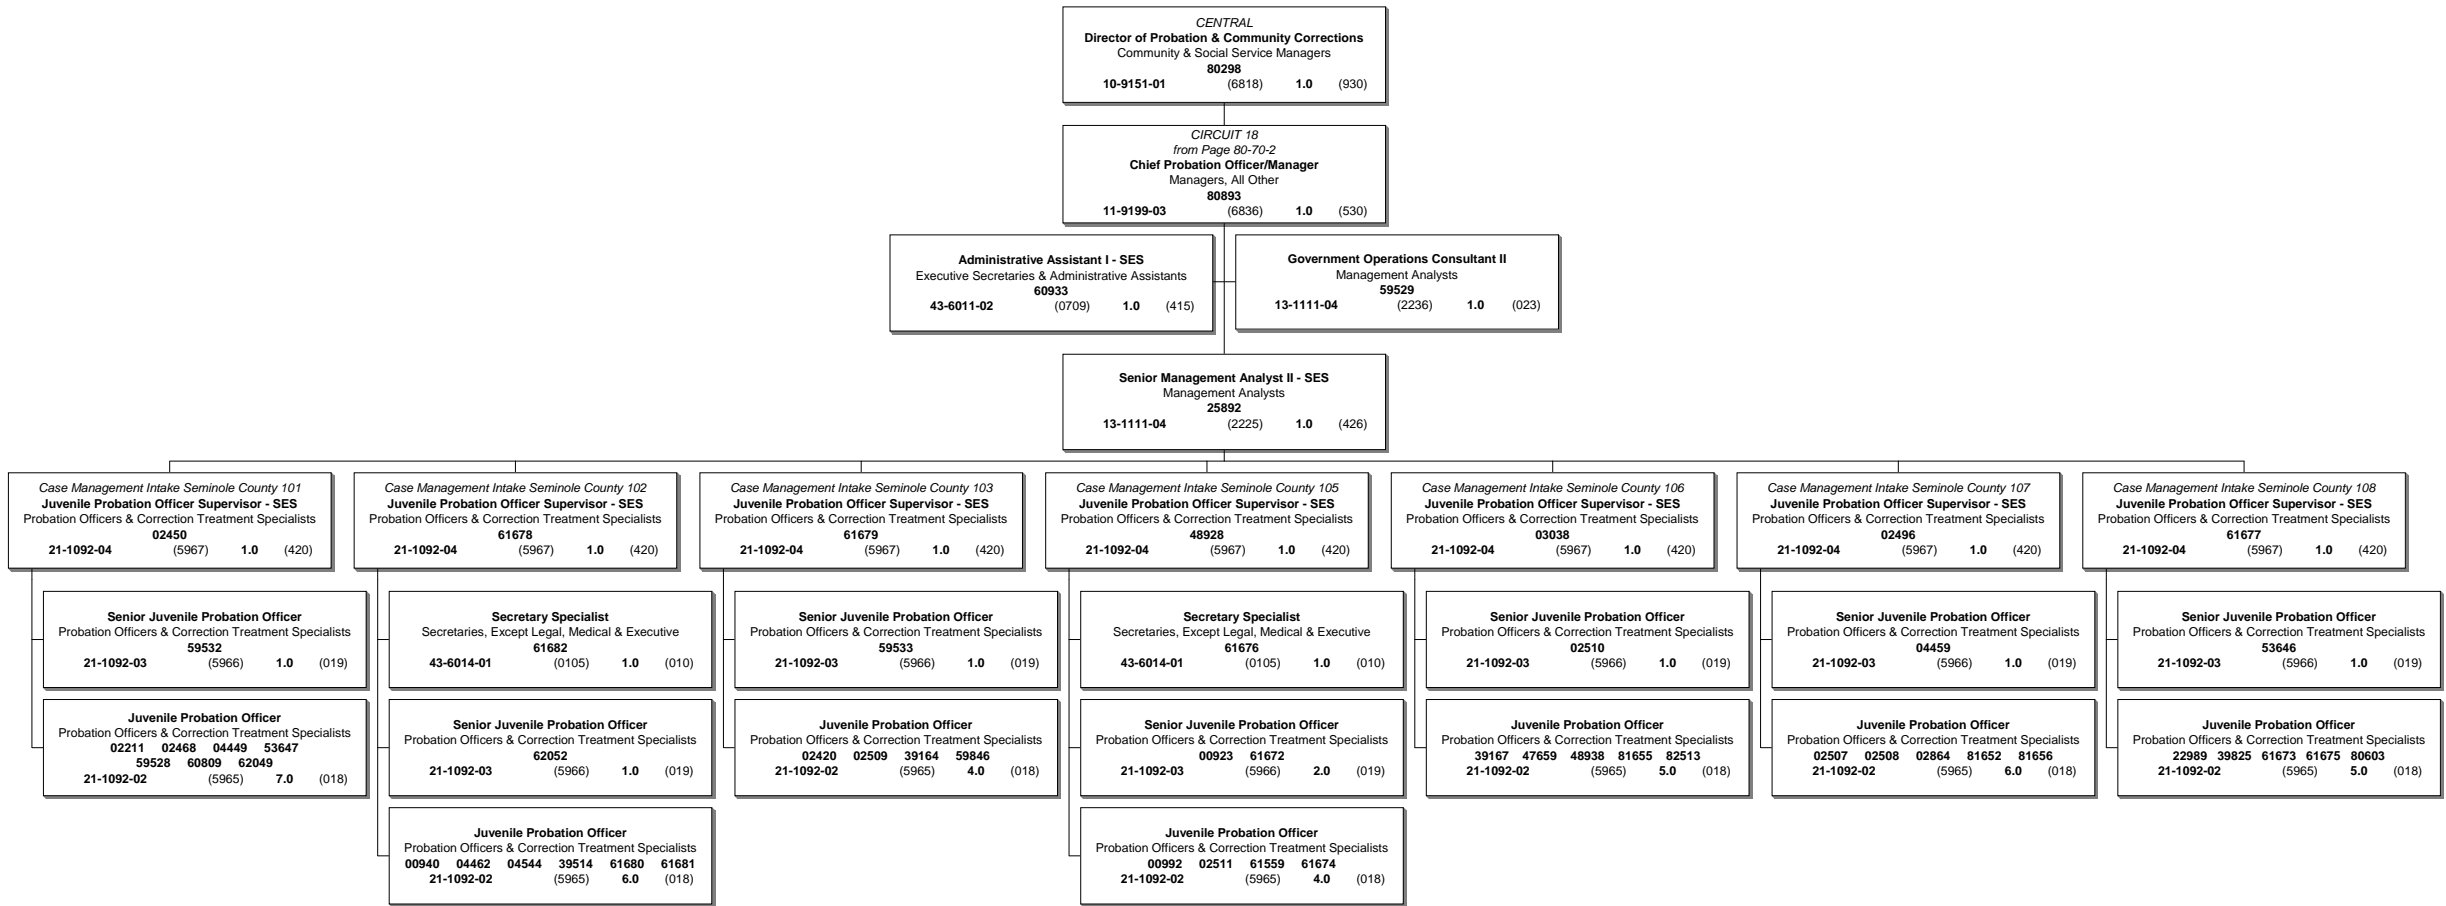 CENTRAL
Director of Probation & Community Corrections
Community & Social Service Managers
80298
10-9151-01 (6818) 1.0 (930)
CIRCUIT 18
from Page 80-70-2
Chief Probation Officer/Manager
Managers, All Other
80893
11-9199-03 (6836) 1.0 (530)
Administrative Assistant I - SES
Executive Secretaries & Administrative Assistants
60933
43-6011-02 (0709) 1.0 (415)
Government Operations Consultant II
Management Analysts
59529
13-1111-04 (2236) 1.0 (023)
Senior Management Analyst II - SES
Management Analysts
25892
13-1111-04 (2225) 1.0 (426)
Case Management Intake Seminole County 101
Juvenile Probation Officer Supervisor - SES
Probation Officers & Correction Treatment Specialists
02450
21-1092-04 (5967) 1.0 (420)
Senior Juvenile Probation Officer
Probation Officers & Correction Treatment Specialists
59532
21-1092-03 (5966) 1.0 (019)
Juvenile Probation Officer
Probation Officers & Correction Treatment Specialists
02211 02468 04449 53647
59528 60809 62049
21-1092-02 (5965) 7.0 (018)
Case Management Intake Seminole County 102
Juvenile Probation Officer Supervisor - SES
Probation Officers & Correction Treatment Specialists
61678
21-1092-04 (5967) 1.0 (420)
Secretary Specialist
Secretaries, Except Legal, Medical & Executive
61682
43-6014-01 (0105) 1.0 (010)
Senior Juvenile Probation Officer
Probation Officers & Correction Treatment Specialists
62052
21-1092-03 (5966) 1.0 (019)
Juvenile Probation Officer
Probation Officers & Correction Treatment Specialists
00940 04462 04544 39514 61680 61681
21-1092-02 (5965) 6.0 (018)
Case Management Intake Seminole County 103
Juvenile Probation Officer Supervisor - SES
Probation Officers & Correction Treatment Specialists
61679
21-1092-04 (5967) 1.0 (420)
Senior Juvenile Probation Officer
Probation Officers & Correction Treatment Specialists
59533
21-1092-03 (5966) 1.0 (019)
Juvenile Probation Officer
Probation Officers & Correction Treatment Specialists
02420 02509 39164 59846
21-1092-02 (5965) 4.0 (018)
Case Management Intake Seminole County 105
Juvenile Probation Officer Supervisor - SES
Probation Officers & Correction Treatment Specialists
48928
21-1092-04 (5967) 1.0 (420)
Secretary Specialist
Secretaries, Except Legal, Medical & Executive
61676
43-6014-01 (0105) 1.0 (010)
Senior Juvenile Probation Officer
Probation Officers & Correction Treatment Specialists
00923 61672
21-1092-03 (5966) 2.0 (019)
Juvenile Probation Officer
Probation Officers & Correction Treatment Specialists
00992 02511 61559 61674
21-1092-02 (5965) 4.0 (018)
Case Management Intake Seminole County 106
Juvenile Probation Officer Supervisor - SES
Probation Officers & Correction Treatment Specialists
03038
21-1092-04 (5967) 1.0 (420)
Senior Juvenile Probation Officer
Probation Officers & Correction Treatment Specialists
02510
21-1092-03 (5966) 1.0 (019)
Juvenile Probation Officer
Probation Officers & Correction Treatment Specialists
39167 47659 48938 81655 82513
21-1092-02 (5965) 5.0 (018)
Case Management Intake Seminole County 107
Juvenile Probation Officer Supervisor - SES
Probation Officers & Correction Treatment Specialists
02496
21-1092-04 (5967) 1.0 (420)
Senior Juvenile Probation Officer
Probation Officers & Correction Treatment Specialists
04459
21-1092-03 (5966) 1.0 (019)
Juvenile Probation Officer
Probation Officers & Correction Treatment Specialists
02507 02508 02864 81652 81656
21-1092-02 (5965) 6.0 (018)
Case Management Intake Seminole County 108
Juvenile Probation Officer Supervisor - SES
Probation Officers & Correction Treatment Specialists
61677
21-1092-04 (5967) 1.0 (420)
Senior Juvenile Probation Officer
Probation Officers & Correction Treatment Specialists
53646
21-1092-03 (5966) 1.0 (019)
Juvenile Probation Officer
Probation Officers & Correction Treatment Specialists
22989 39825 61673 61675 80603
21-1092-02 (5965) 5.0 (018)